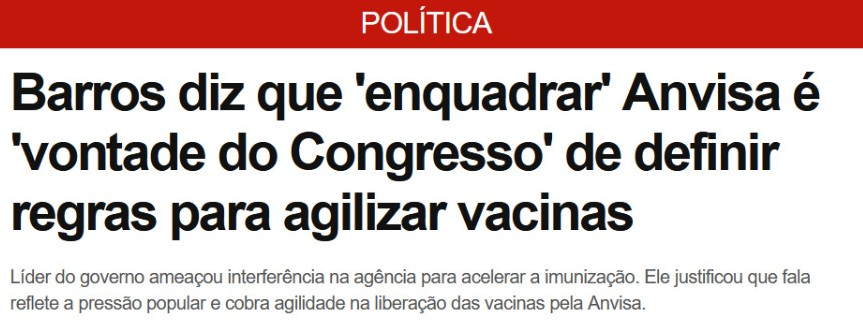 POLÍTICA
Barros diz que 'enquadrar' Anvisa é
'vontade do Congresso' de definir
regras para agilizar vacinas
Líder do governo ameaçou interferência na agência para acelerar a imunização. Ele justificou que fala
reflete a pressão popular e cobra agilidade na liberação das vacinas pela Anvisa.